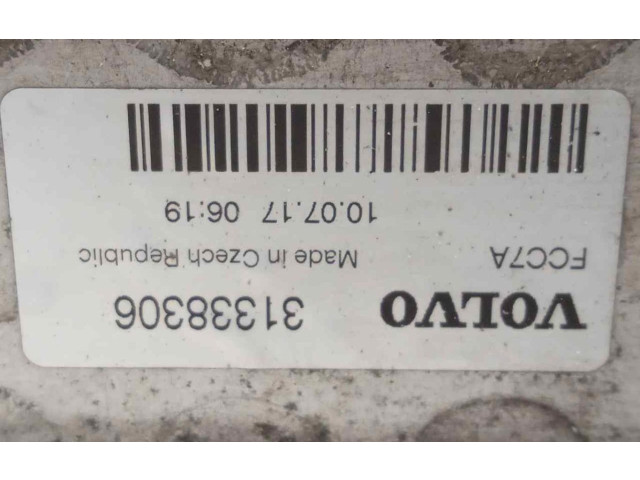 VOLVO 31338306
FCC7A Made in Czech Republic
10.07.17 06:19